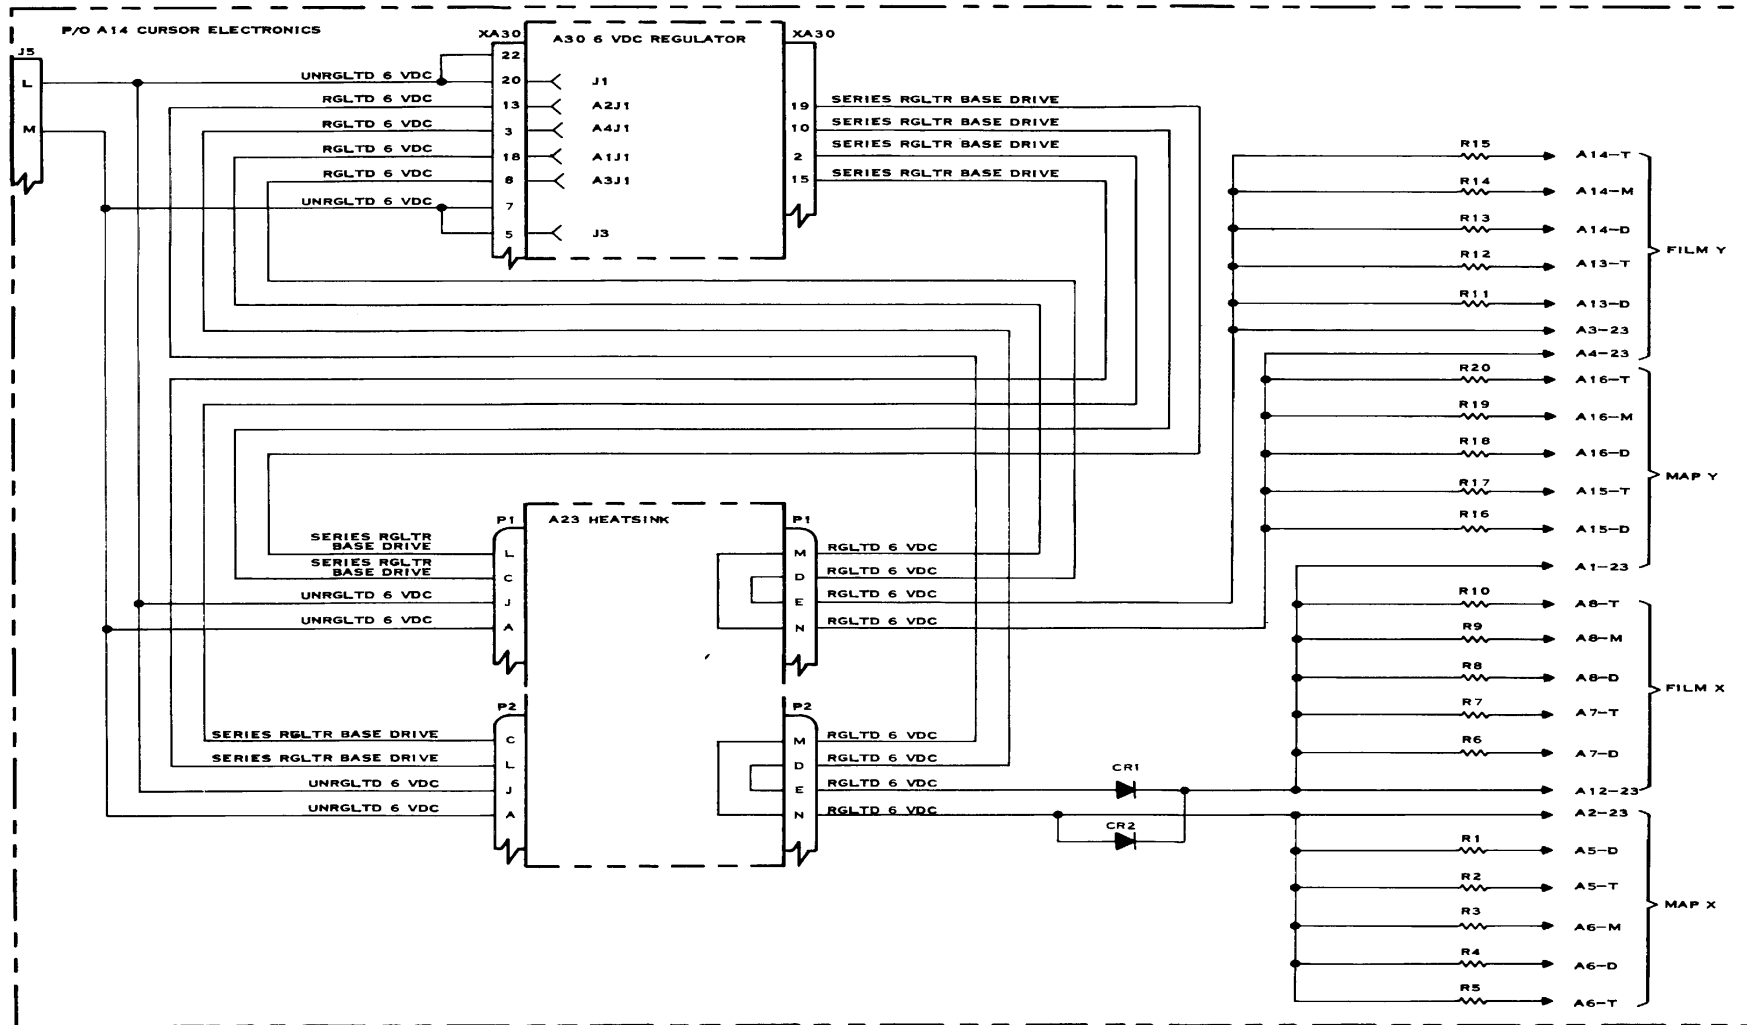 P/O A14 CURSOR ELECTRONICS
J5
L
M
XA30
A30 6 VDC REGULATOR
XA30
22
UNRGLTD 6 VDC
20
J1
RGLTD 6 VDC
13
A2J1
19
SERIES RGLTR BASE DRIVE
RGLTD 6 VDC
3
A4J1
10
SERIES RGLTR BASE DRIVE
RGLTD 6 VDC
18
A1J1
2
SERIES RGLTR BASE DRIVE
RGLTD 6 VDC
8
A3J1
15
SERIES RGLTR BASE DRIVE
UNRGLTD 6 VDC
7
5
J3
R15
A14-T
R14
A14-M
R13
A14-D
FILM Y
R12
A13-T
R11
A13-D
A3-23
A4-23
R20
A16-T
R19
A16-M
R18
A16-D
MAP Y
R17
A15-T
R16
A15-D
A1-23
P1
A23 HEATSINK
P1
SERIES RGLTR
BASE DRIVE
L
M
RGLTD 6 VDC
SERIES RGLTR
BASE DRIVE
C
D
RGLTD 6 VDC
UNRGLTD 6 VDC
J
E
RGLTD 6 VDC
UNRGLTD 6 VDC
A
N
RGLTD 6 VDC
R10
A8-T
R9
A8-M
R8
A8-D
FILM X
R7
A7-T
R6
A7-D
A12-23
P2
P2
SERIES RGLTR BASE DRIVE
C
M
RGLTD 6 VDC
SERIES RGLTR BASE DRIVE
L
D
RGLTD 6 VDC
UNRGLTD 6 VDC
J
E
RGLTD 6 VDC
CR1
UNRGLTD 6 VDC
A
N
RGLTD 6 VDC
CR2
A2-23
R1
A5-D
R2
A5-T
R3
A6-M
MAP X
R4
A6-D
R5
A6-T